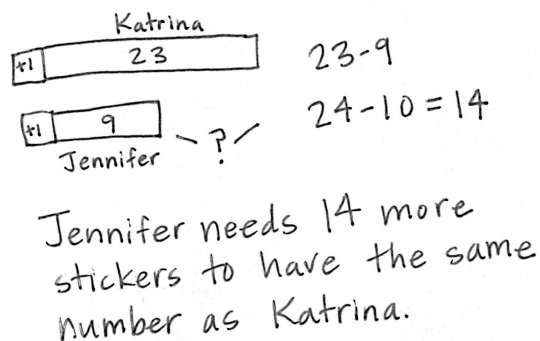 Katrina
+1 23
23-9
+1 9 ?
24-10=14
Jennifer
Jennifer needs 14 more
stickers to have the same
number as Katrina.